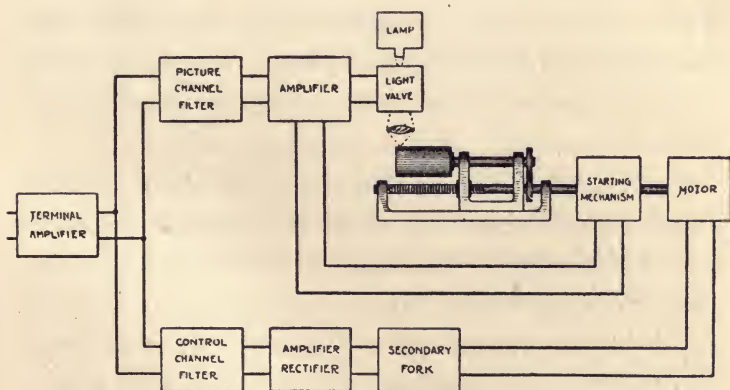 LAMP
PICTURE
CHANNEL
FILTER
AMPLIFIER
LIGHT
VALVE
TERMINAL
AMPLIFIER
STARTING
MECHANISM
MOTOR
CONTROL
CHANNEL
FILTER
AMPLIFIER
RECTIFIER
SECONDARY
FORK